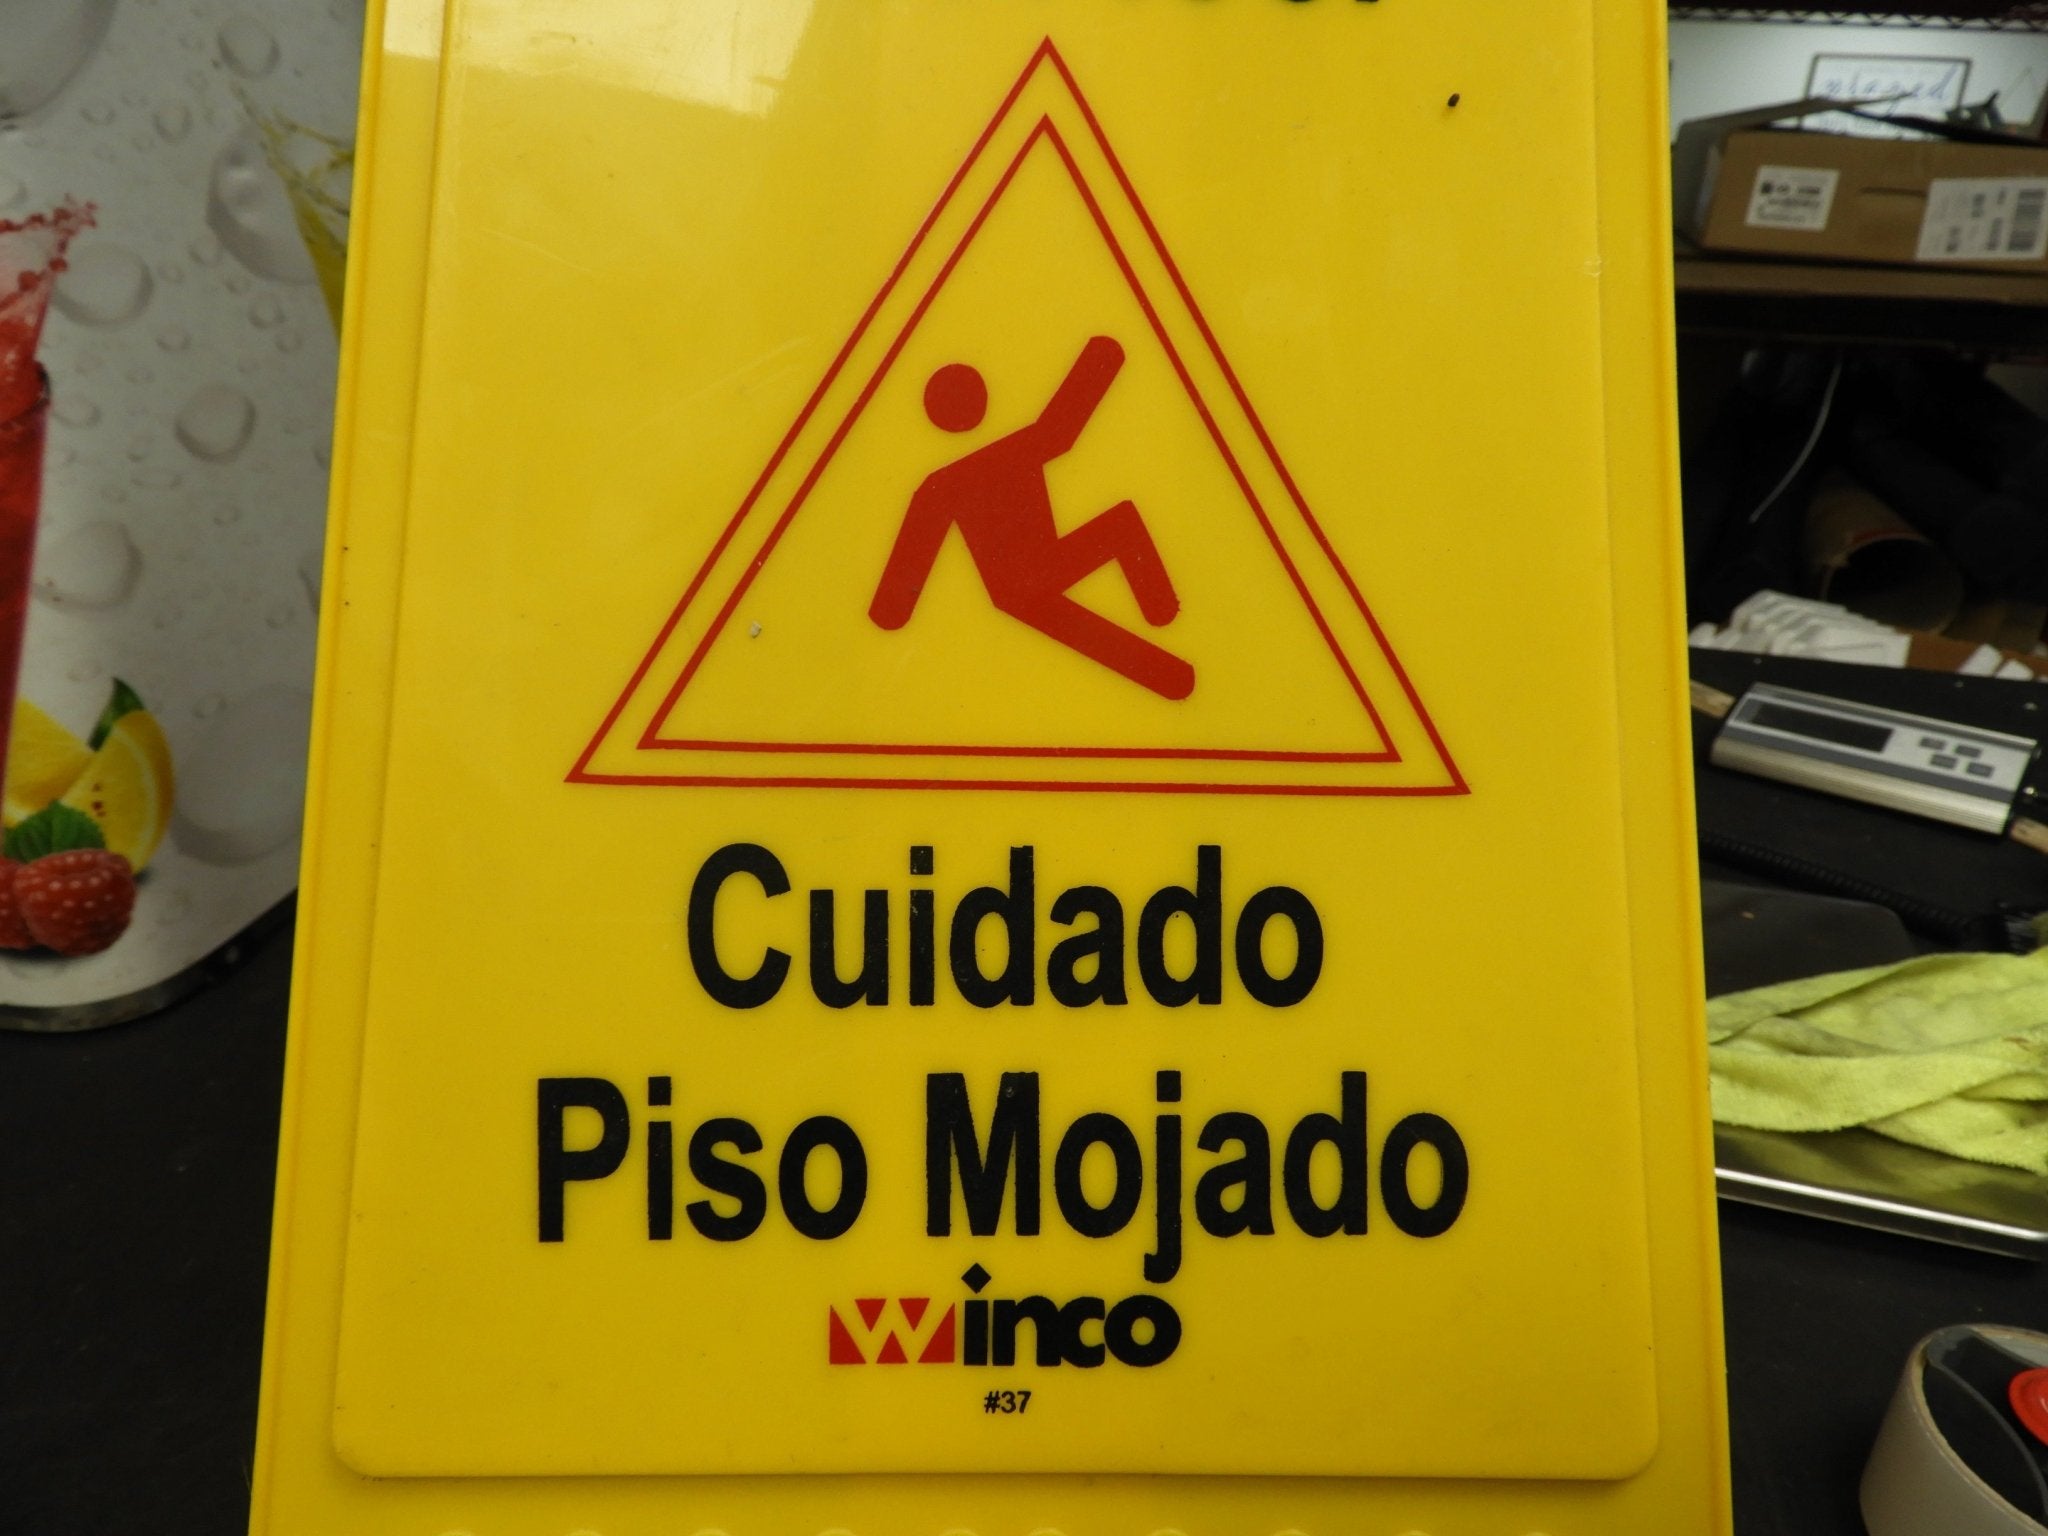 Cuidado
Piso Mojado
winco
#37